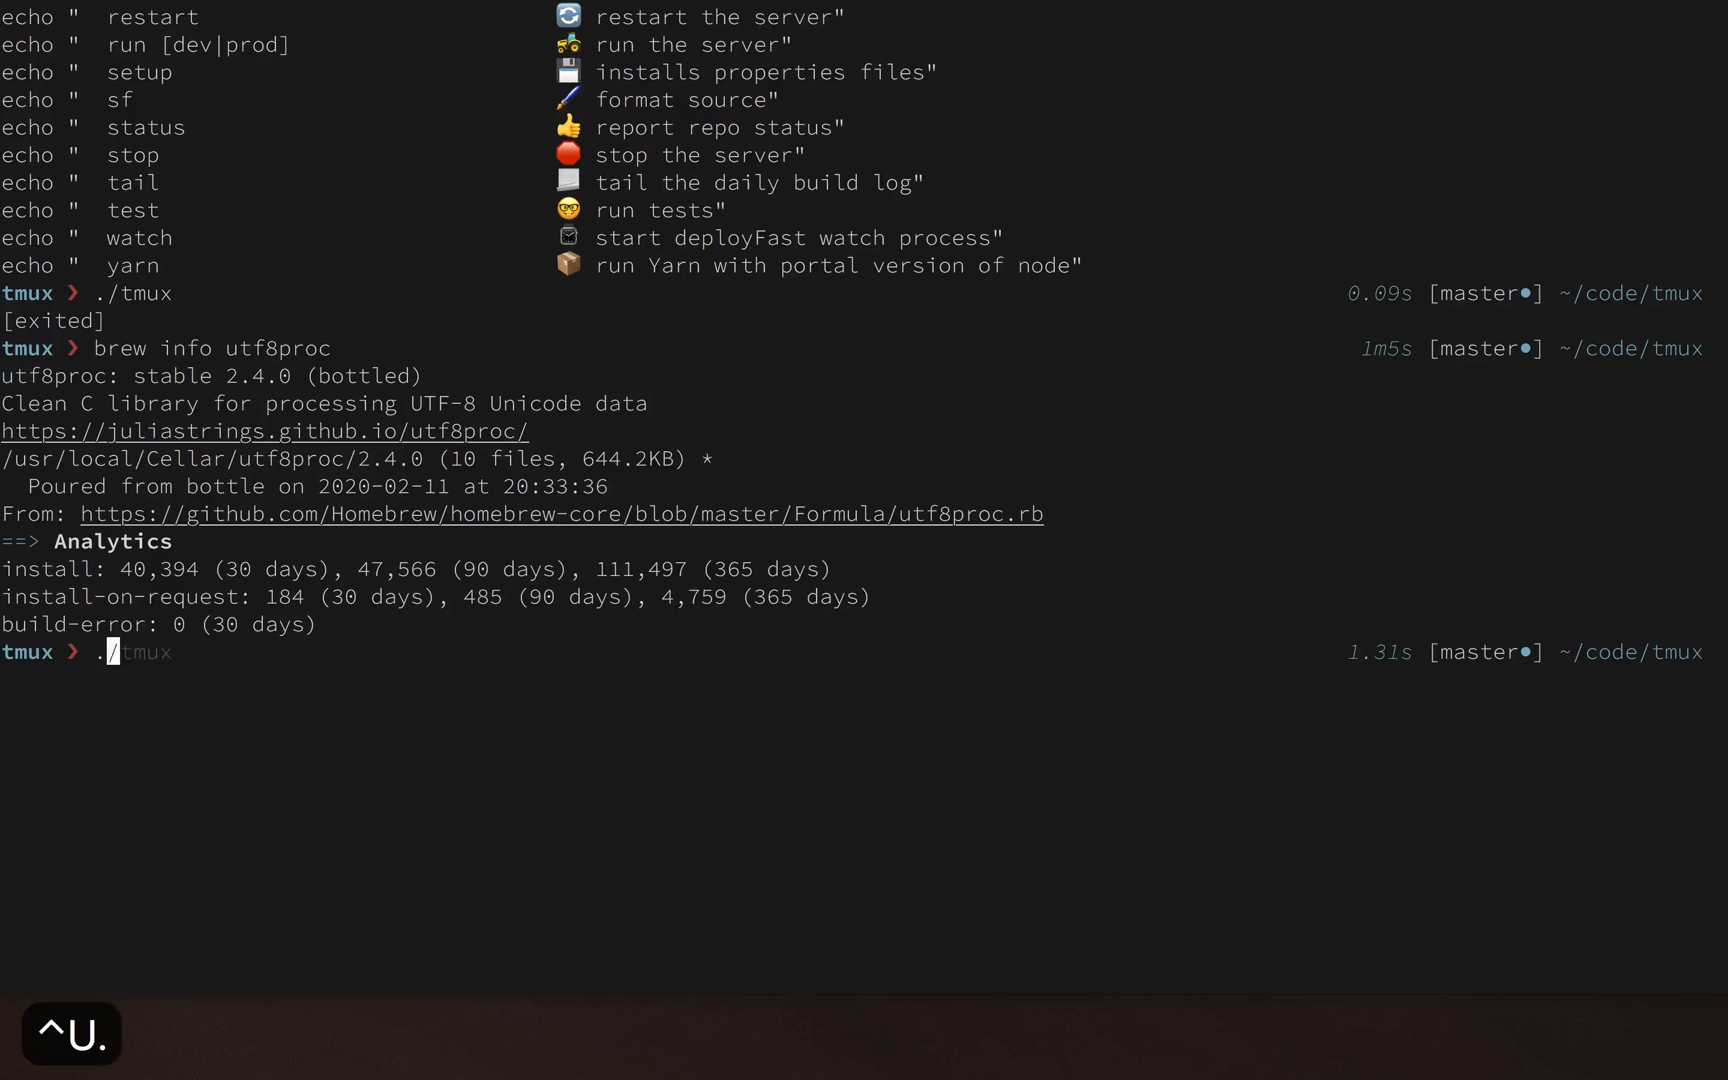 echo "  restart                           🔄 restart the server"
echo "  run [dev|prod]                    🚜 run the server"
echo "  setup                             💾 installs properties files"
echo "  sf                                🖌 format source"
echo "  status                            👍 report repo status"
echo "  stop                              🛑 stop the server"
echo "  tail                              📃 tail the daily build log"
echo "  test                              🤓 run tests"
echo "  watch                             ⌚ start deployFast watch process"
echo "  yarn                              📦 run Yarn with portal version of node"
tmux ❯ ./tmux 0.09s [master●] ~/code/tmux
[exited]
tmux ❯ brew info utf8proc 1m5s [master●] ~/code/tmux
utf8proc: stable 2.4.0 (bottled)
Clean C library for processing UTF-8 Unicode data
https://juliastrings.github.io/utf8proc/
/usr/local/Cellar/utf8proc/2.4.0 (10 files, 644.2KB) *
  Poured from bottle on 2020-02-11 at 20:33:36
From: https://github.com/Homebrew/homebrew-core/blob/master/Formula/utf8proc.rb
==> Analytics
install: 40,394 (30 days), 47,566 (90 days), 111,497 (365 days)
install-on-request: 184 (30 days), 485 (90 days), 4,759 (365 days)
build-error: 0 (30 days)
tmux ❯ ./tmux 1.31s [master●] ~/code/tmux
^U.